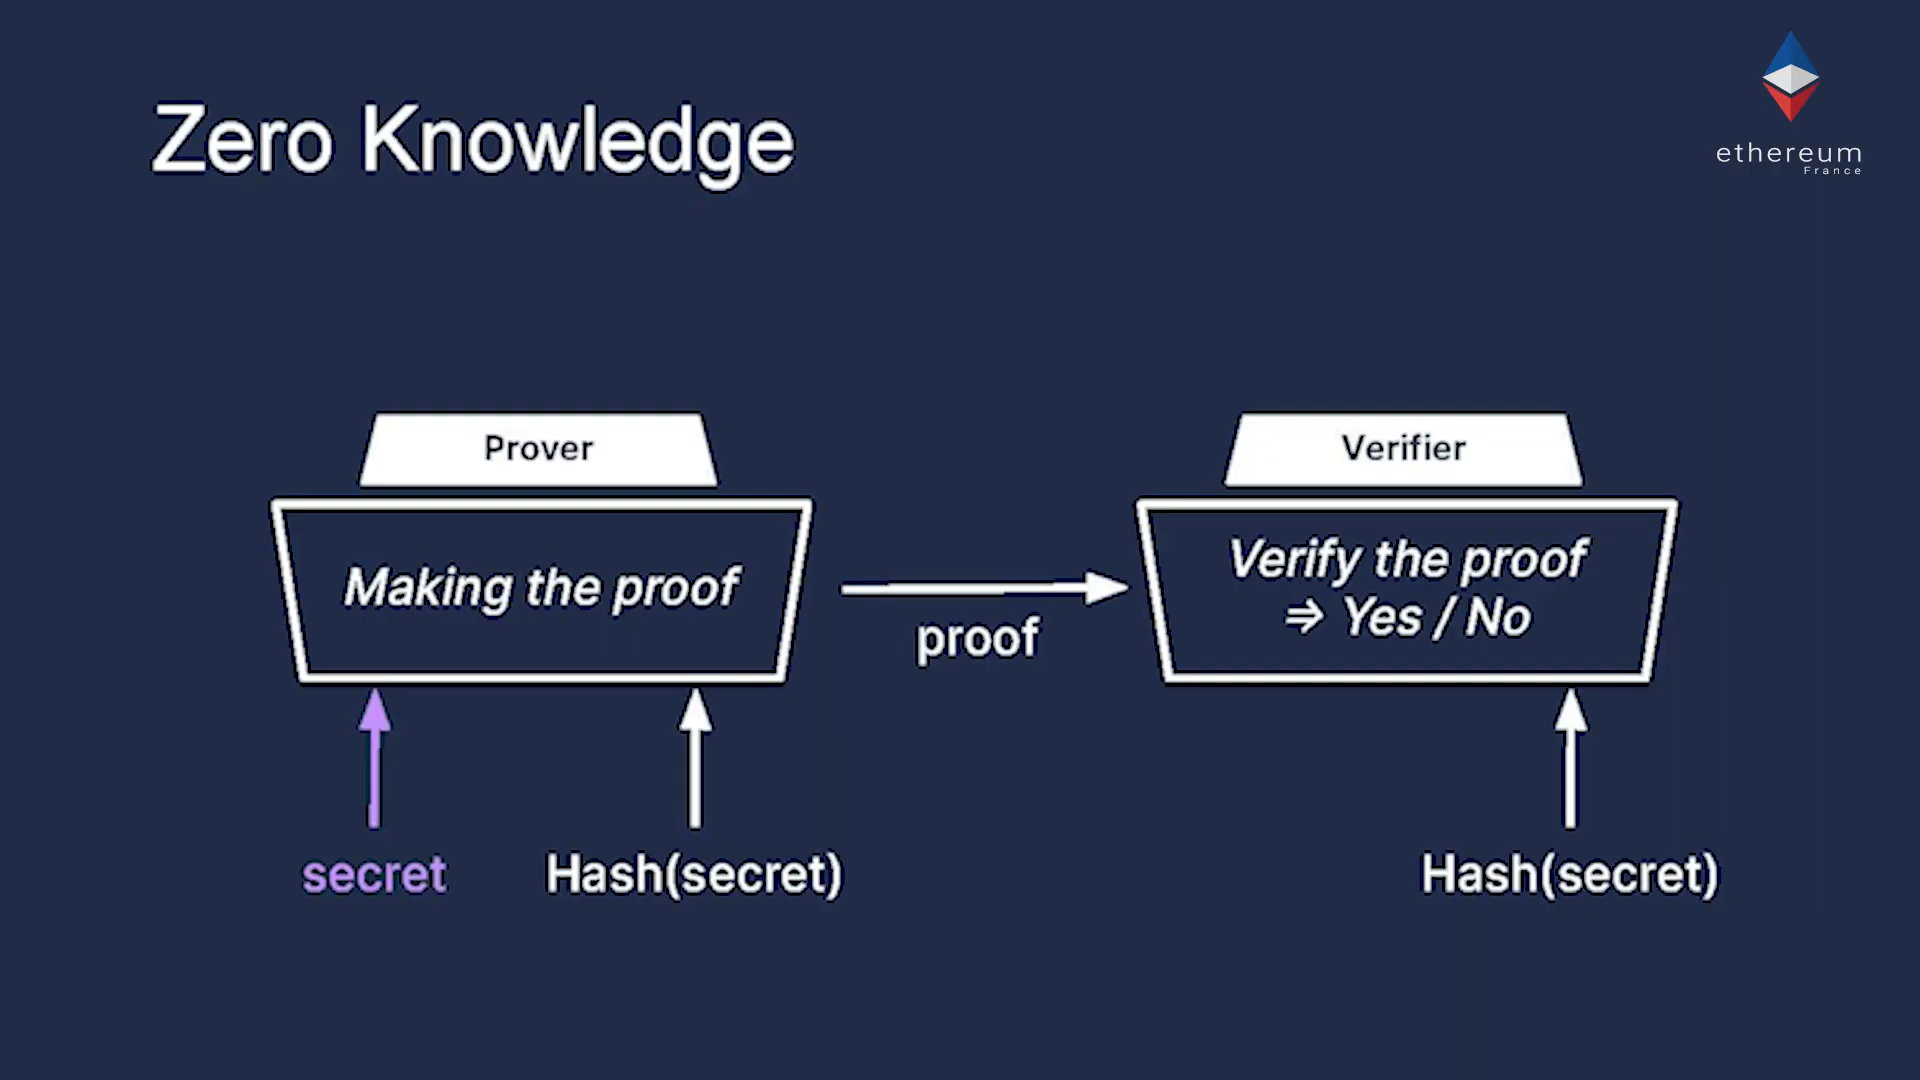 Zero Knowledge
ethereum
France
Prover
Making the proof
proof
Verifier
Verify the proof
⇒ Yes / No
secret
Hash(secret)
Hash(secret)